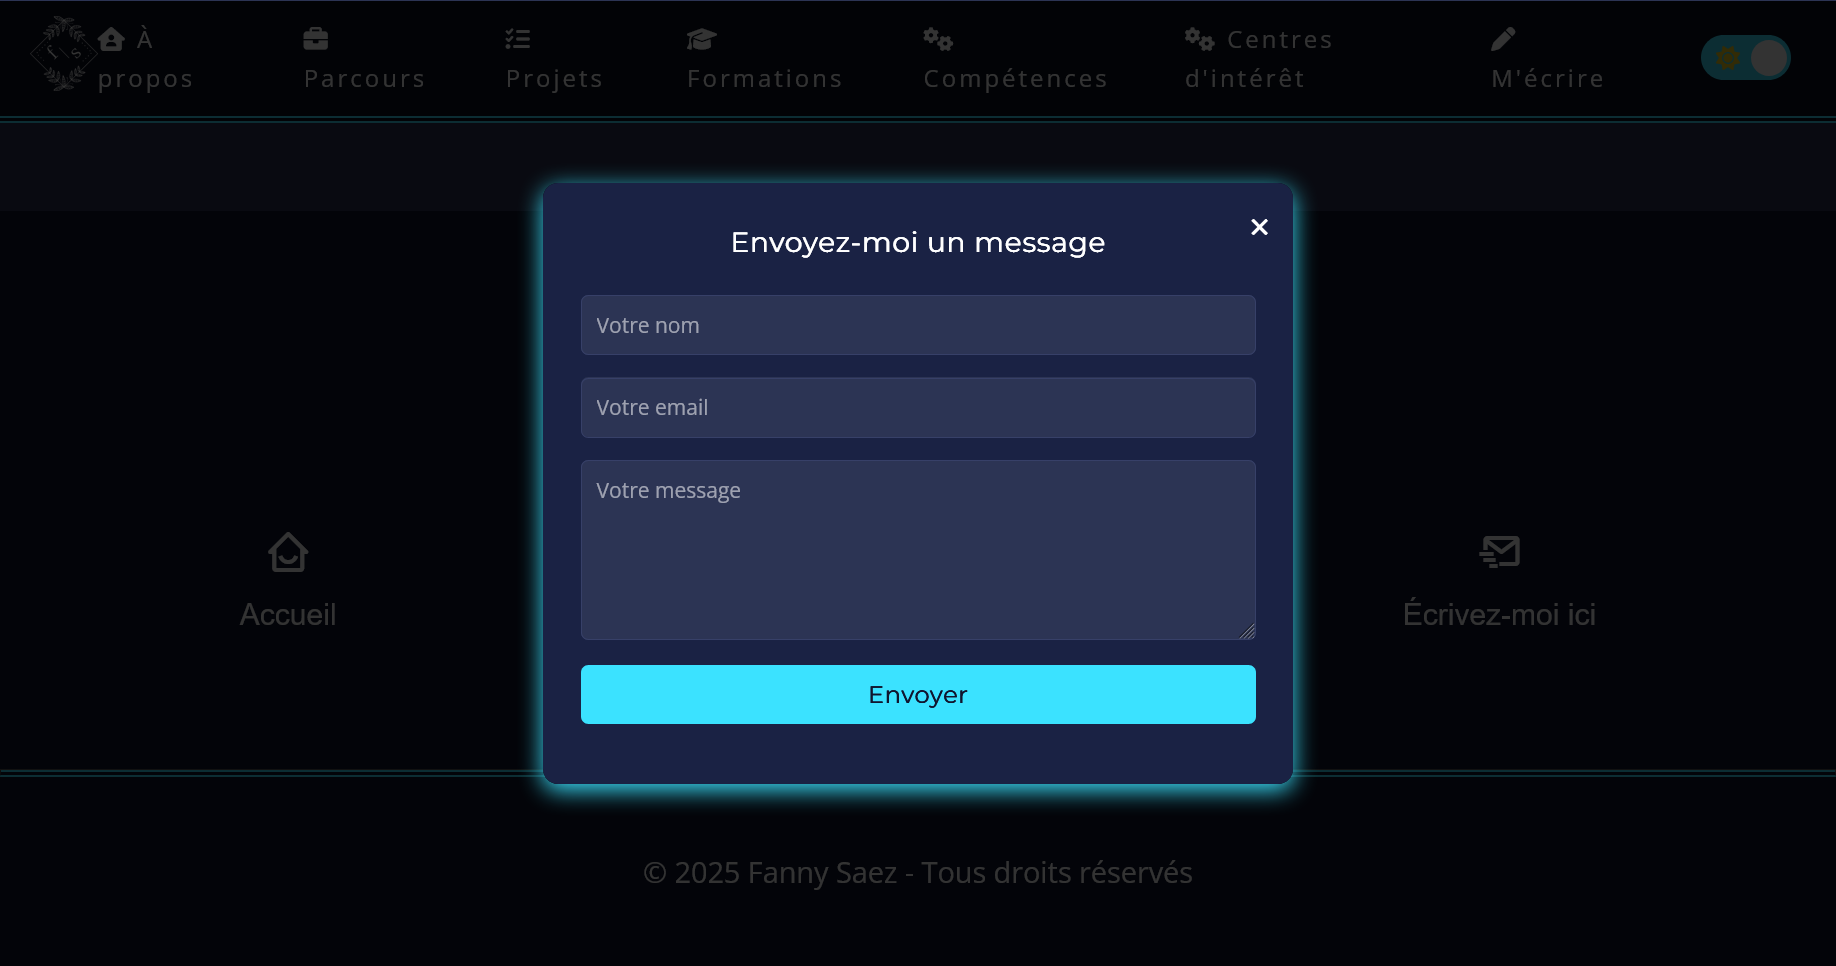 f s
À propos
Parcours
Projets
Formations
Compétences
Centres d'intérêt
M'écrire
Envoyez-moi un message
Votre nom
Votre email
Votre message
Envoyer
Accueil
Écrivez-moi ici
© 2025 Fanny Saez - Tous droits réservés